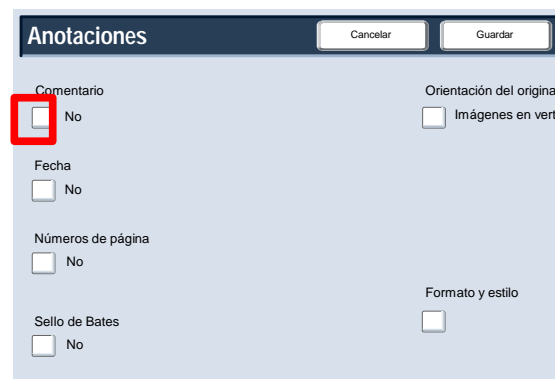 Anotaciones
Cancelar
Guardar
Comentario
No
Orientación del origina
Imágenes en vert
Fecha
No
Números de página
No
Formato y estilo
Sello de Bates
No